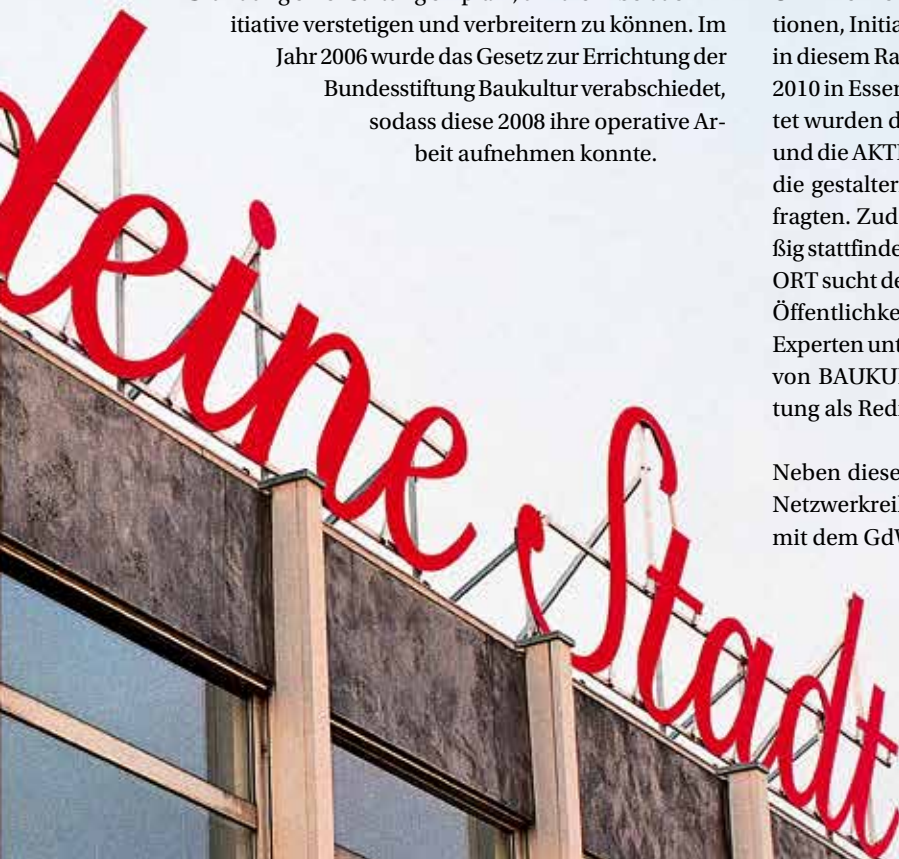 itiative verstetigen und verbreitern zu können. Im
Jahr 2006 wurde das Gesetz zur Errichtung der
Bundesstiftung Baukultur verabschiedet,
sodass diese 2008 ihre operative Ar-
beit aufnehmen konnte.
tionen, Initia
in diesem Ra
2010 in Essen
tet wurden d
und die AKTI
die gestalter
fragten. Zud
ßig stattfinde
ORT sucht de
Öffentlichke
Experten unt
von BAUKU
tung als Redn
Neben diese
Netzwerkreih
mit dem GdW
deine Stadt